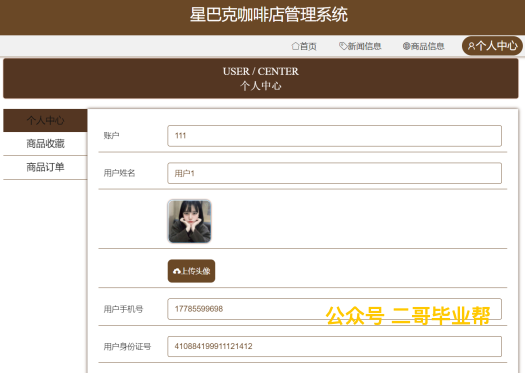 星巴克咖啡店管理系统
首页 新闻信息 商品信息 个人中心
USER / CENTER
个人中心
个人中心
商品收藏
商品订单
账户 111
用户姓名 用户1
上传头像
用户手机号 17785599698
公众号 二哥毕业帮
用户身份证号 410884199911121412